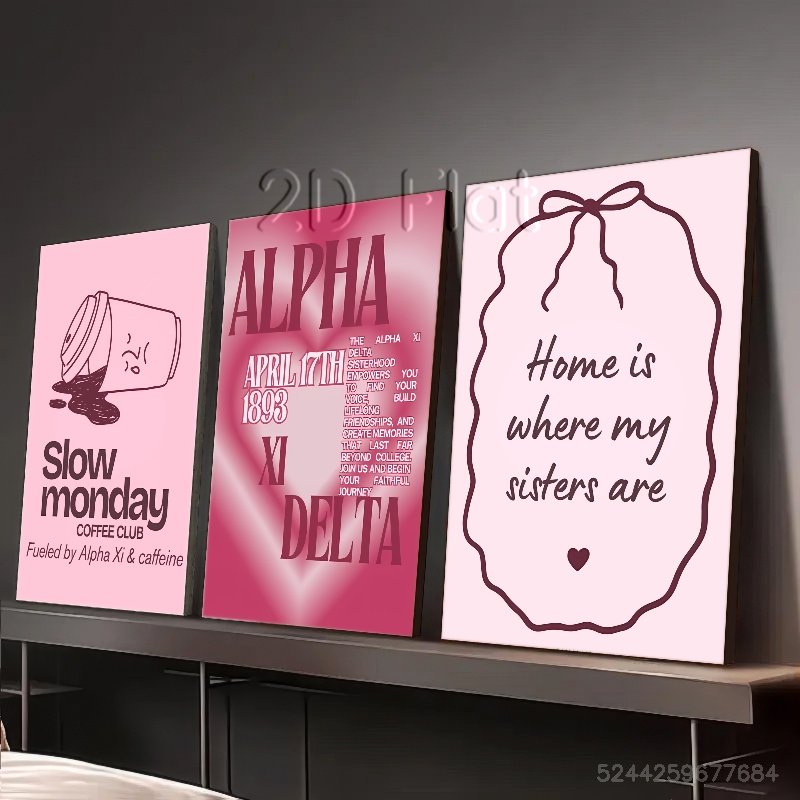 2D Flat
Slow
monday
COFFEE CLUB
Fueled by Alpha Xi & caffeine
ALPHA
APRIL 17TH
1893
THE ALPHA XI
DELTA
SISTERHOOD
EMPOWERS YOU
TO FIND YOUR
VOICE, BUILD
LIFELONG
FRIENDSHIPS, AND
CREATE MEMORIES
THAT LAST FAR
BEYOND COLLEGE.
JOIN US AND BEGIN
YOUR FAITHFUL
JOURNEY
XI
DELTA
Home is
where my
sisters are
5244259677684